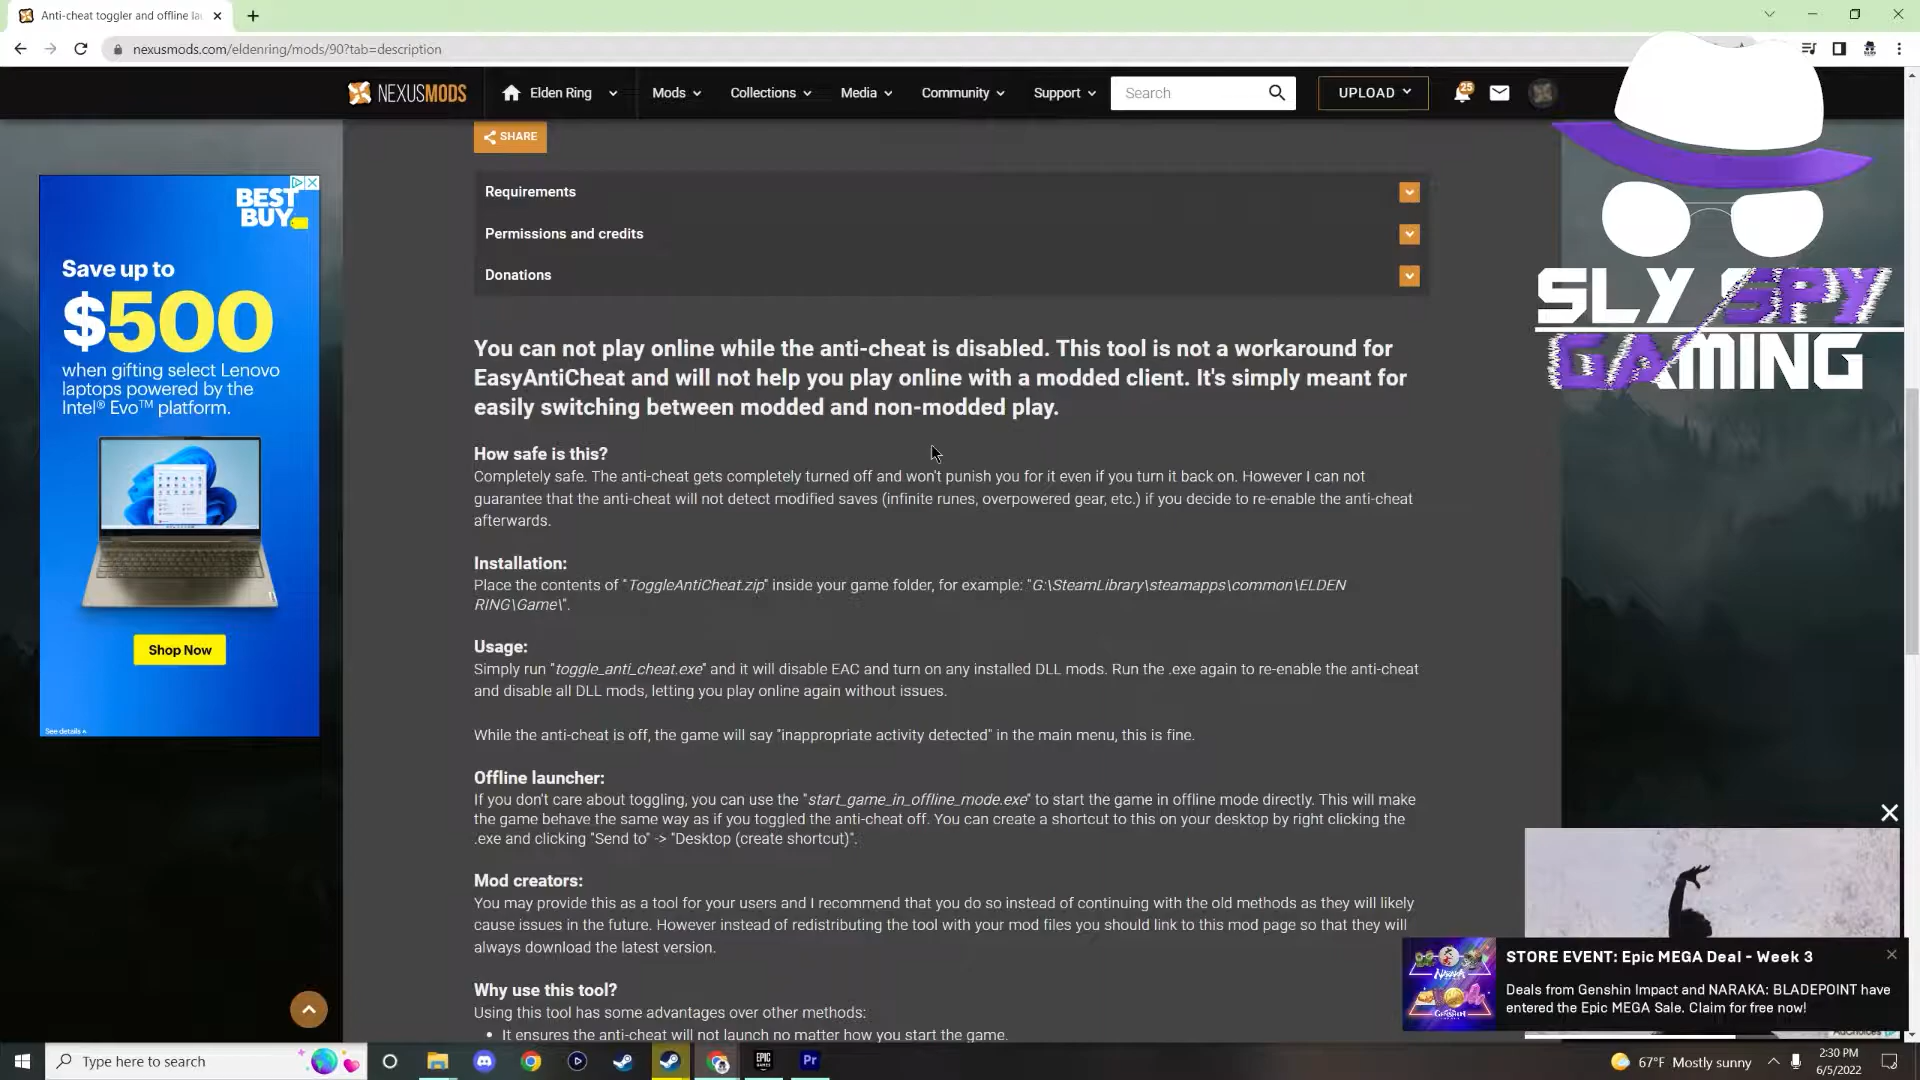 Anti-cheat toggler and offline la
nexusmods.com/eldenring/mods/90?tab=description
NEXUSMODS
Elden Ring
Mods
Collections
Media
Community
Support
Search
UPLOAD
25
SHARE
Requirements
Permissions and credits
Donations
BEST
BUY
Save up to
$500
when gifting select Lenovo
laptops powered by the
Intel® Evo™ platform.
Shop Now
See details ^
SLY SPY
GAMING
You can not play online while the anti-cheat is disabled. This tool is not a workaround for
EasyAntiCheat and will not help you play online with a modded client. It's simply meant for
easily switching between modded and non-modded play.
How safe is this?
Completely safe. The anti-cheat gets completely turned off and won't punish you for it even if you turn it back on. However I can not
guarantee that the anti-cheat will not detect modified saves (infinite runes, overpowered gear, etc.) if you decide to re-enable the anti-cheat
afterwards.
Installation:
Place the contents of "ToggleAntiCheat.zip" inside your game folder, for example: "G:\SteamLibrary\steamapps\common\ELDEN
RING\Game\".
Usage:
Simply run "toggle_anti_cheat.exe" and it will disable EAC and turn on any installed DLL mods. Run the .exe again to re-enable the anti-cheat
and disable all DLL mods, letting you play online again without issues.
While the anti-cheat is off, the game will say "inappropriate activity detected" in the main menu, this is fine.
Offline launcher:
If you don't care about toggling, you can use the "start_game_in_offline_mode.exe" to start the game in offline mode directly. This will make
the game behave the same way as if you toggled the anti-cheat off. You can create a shortcut to this on your desktop by right clicking the
.exe and clicking "Send to" -> "Desktop (create shortcut)".
Mod creators:
You may provide this as a tool for your users and I recommend that you do so instead of continuing with the old methods as they will likely
cause issues in the future. However instead of redistributing the tool with your mod files you should link to this mod page so that they will
always download the latest version.
Why use this tool?
Using this tool has some advantages over other methods:
• It ensures the anti-cheat will not launch no matter how you start the game.
STORE EVENT: Epic MEGA Deal - Week 3
Deals from Genshin Impact and NARAKA: BLADEPOINT have
entered the Epic MEGA Sale. Claim for free now!
AdChoices
Type here to search
EPIC
GAMES
Pr
67°F Mostly sunny
2:30 PM
6/5/2022